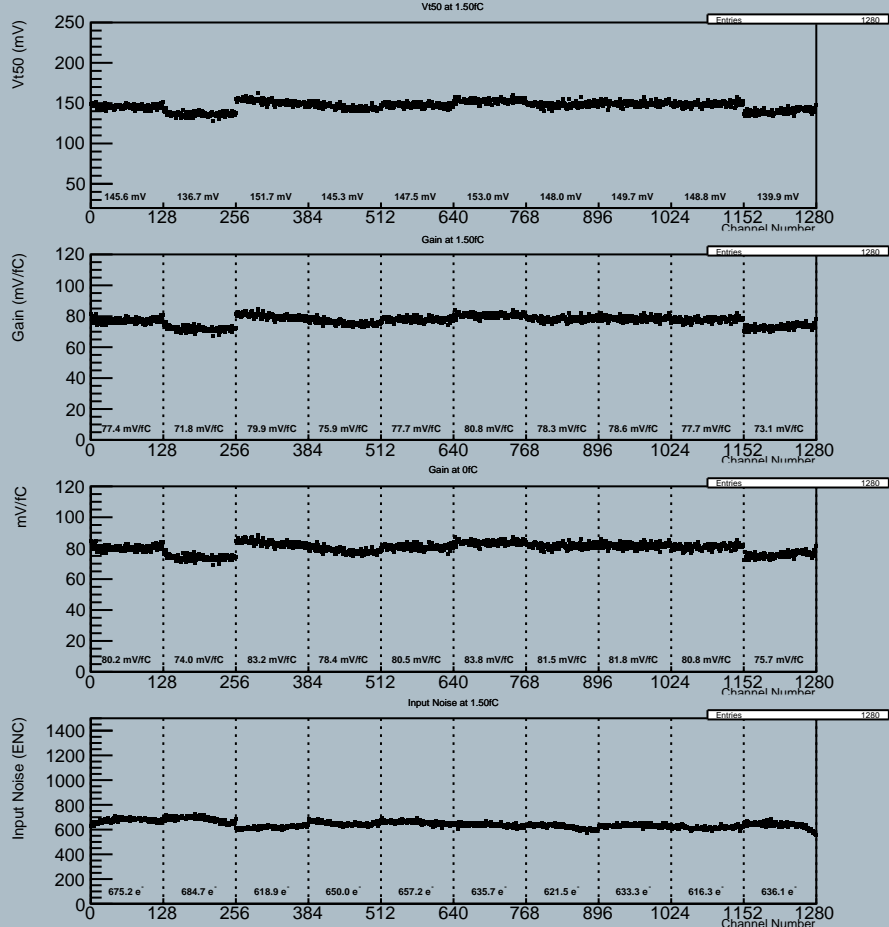 Vt50 at 1.50fC
Entries 1280
Vt50 (mV)
250
200
150
100
50
145.6 mV 136.7 mV 151.7 mV 145.3 mV 147.5 mV 153.0 mV 148.0 mV 149.7 mV 148.8 mV 139.9 mV
0 128 256 384 512 640 768 896 1024 1152 1280
Channel Number
Gain at 1.50fC
Entries 1280
Gain (mV/fC)
120
100
80
60
40
20
0
77.4 mV/fC 71.8 mV/fC 79.9 mV/fC 75.9 mV/fC 77.7 mV/fC 80.8 mV/fC 78.3 mV/fC 78.6 mV/fC 77.7 mV/fC 73.1 mV/fC
0 128 256 384 512 640 768 896 1024 1152 1280
Channel Number
Gain at 0fC
Entries 1280
mV/fC
120
100
80
60
40
20
0
80.2 mV/fC 74.0 mV/fC 83.2 mV/fC 78.4 mV/fC 80.5 mV/fC 83.8 mV/fC 81.5 mV/fC 81.8 mV/fC 80.8 mV/fC 75.7 mV/fC
0 128 256 384 512 640 768 896 1024 1152 1280
Channel Number
Input Noise at 1.50fC
Entries 1280
Input Noise (ENC)
1400
1200
1000
800
600
400
200
0
675.2 e⁻ 684.7 e⁻ 618.9 e⁻ 650.0 e⁻ 657.2 e⁻ 635.7 e⁻ 621.5 e⁻ 633.3 e⁻ 616.3 e⁻ 636.1 e⁻
0 128 256 384 512 640 768 896 1024 1152 1280
Channel Number